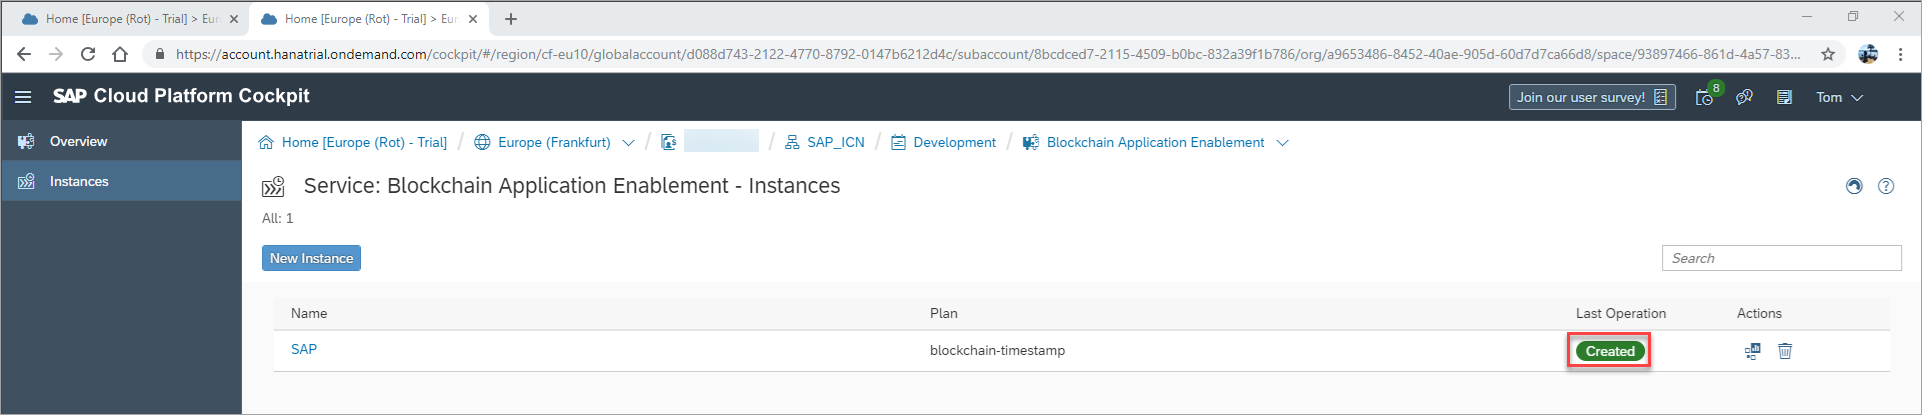 Home [Europe (Rot) - Trial] > Eur
Home [Europe (Rot) - Trial] > Eur
https://account.hanatrial.ondemand.com/cockpit/#/region/cf-eu10/globalaccount/d088d743-2122-4770-8792-0147b6212d4c/subaccount/8bcdced7-2115-4509-b0bc-832a39f1b786/org/a9653486-8452-40ae-905d-60d7d7ca66d8/space/93897466-861d-4a57-83...
SAP Cloud Platform Cockpit
Join our user survey!
8
Tom
Overview
Instances
Home [Europe (Rot) - Trial] / Europe (Frankfurt) / / SAP_ICN / Development / Blockchain Application Enablement
Service: Blockchain Application Enablement - Instances
All: 1
New Instance
Search
Name Plan Last Operation Actions
SAP blockchain-timestamp Created